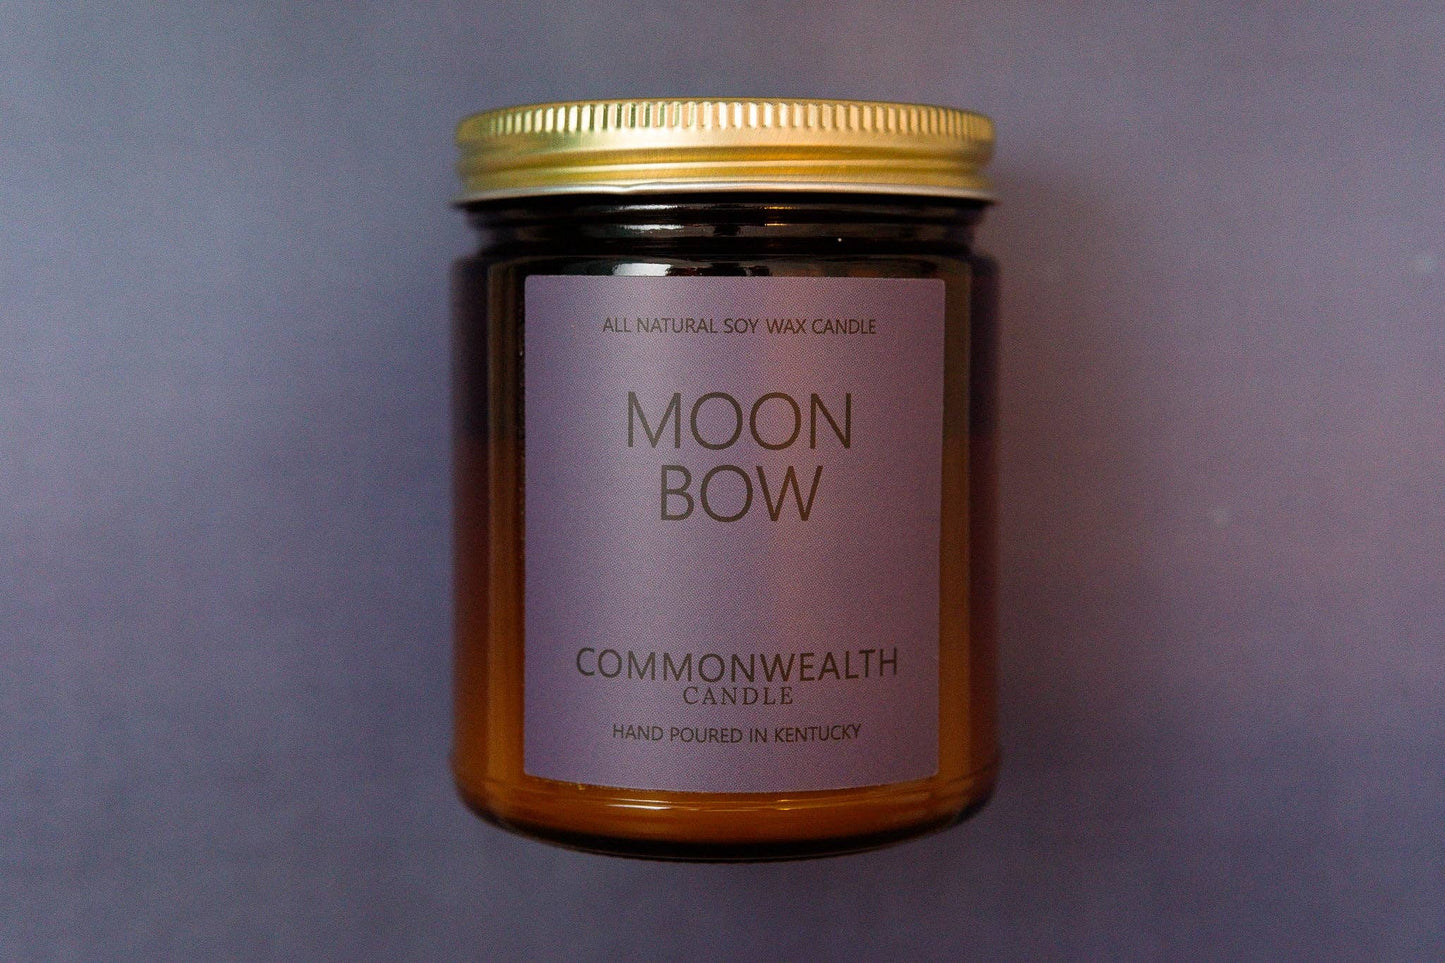 ALL NATURAL SOY WAX CANDLE
MOON
BOW
COMMONWEALTH
CANDLE
HAND POURED IN KENTUCKY